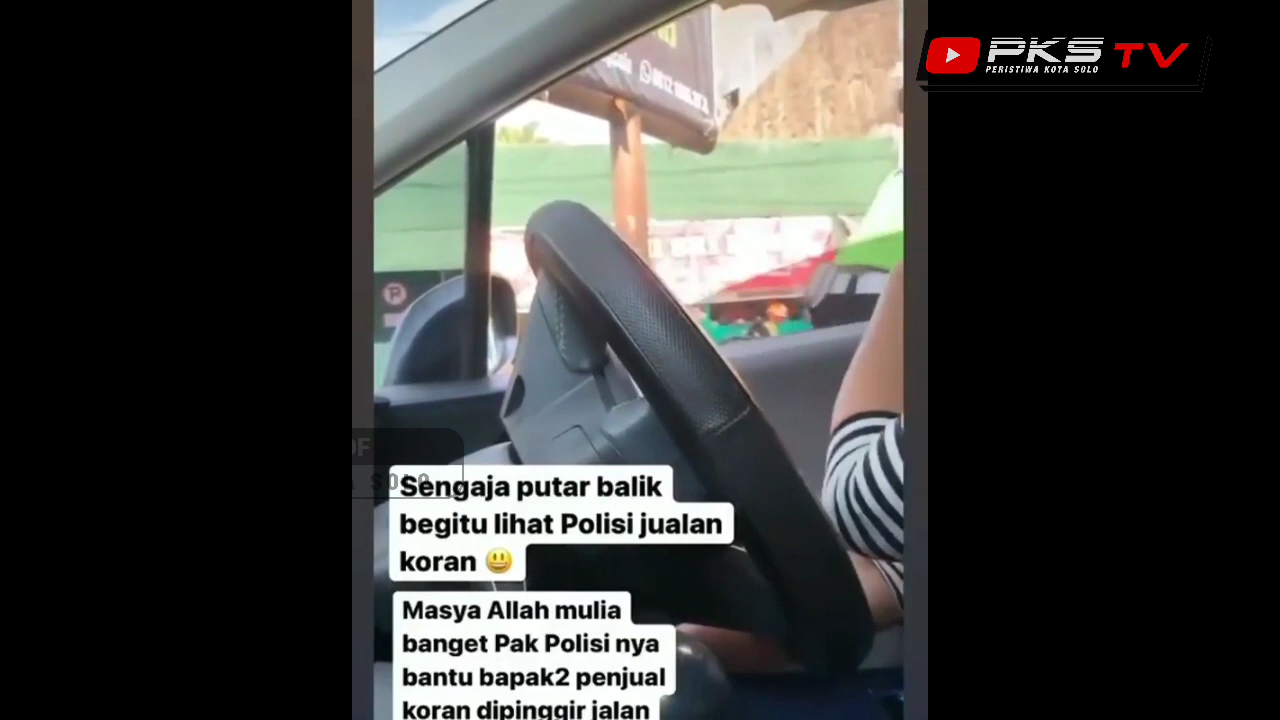 PKS TV
PERISTIWA KOTA SOLO
Sengaja putar balik
begitu lihat Polisi jualan
koran 😃
Masya Allah mulia
banget Pak Polisi nya
bantu bapak2 penjual
koran dipinggir jalan